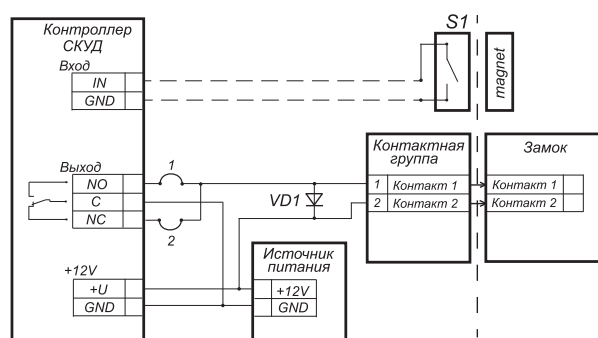 Контроллер
СКУД
Вход
IN
GND
S1
magnet
Выход
NO
C
NC
1
2
VD1
Контактная
группа
1 Контакт 1
2 Контакт 2
Замок
Контакт 1
Контакт 2
+12V
+U
GND
Источник
питания
+12V
GND